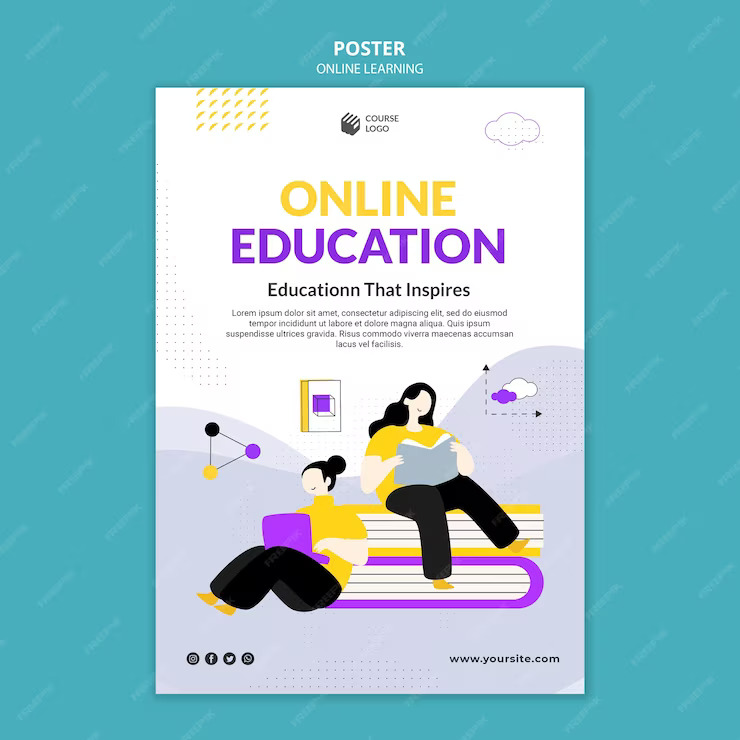 POSTER
ONLINE LEARNING
COURSE
LOGO
ONLINE
EDUCATION
Educationn That Inspires
Lorem ipsum dolor sit amet, consectetur adipiscing elit, sed do eiusmod
tempor incididunt ut labore et dolore magna aliqua. Quis ipsum
suspendisse ultrices gravida. Risus commodo viverra maecenas accumsan
lacus vel facilisis.
www.yoursite.com